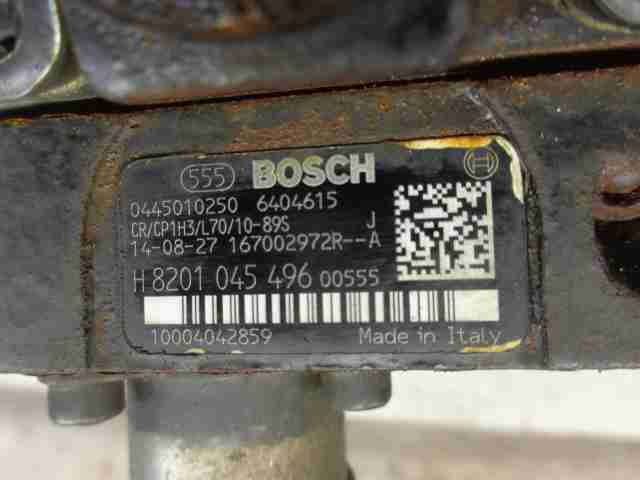 555 BOSCH
0445010250 6404615
CR/CP1H3/L70/10-89S J
14-08-27 167002972R--A
H 8201 045 496 00555
10004042859 Made in Italy